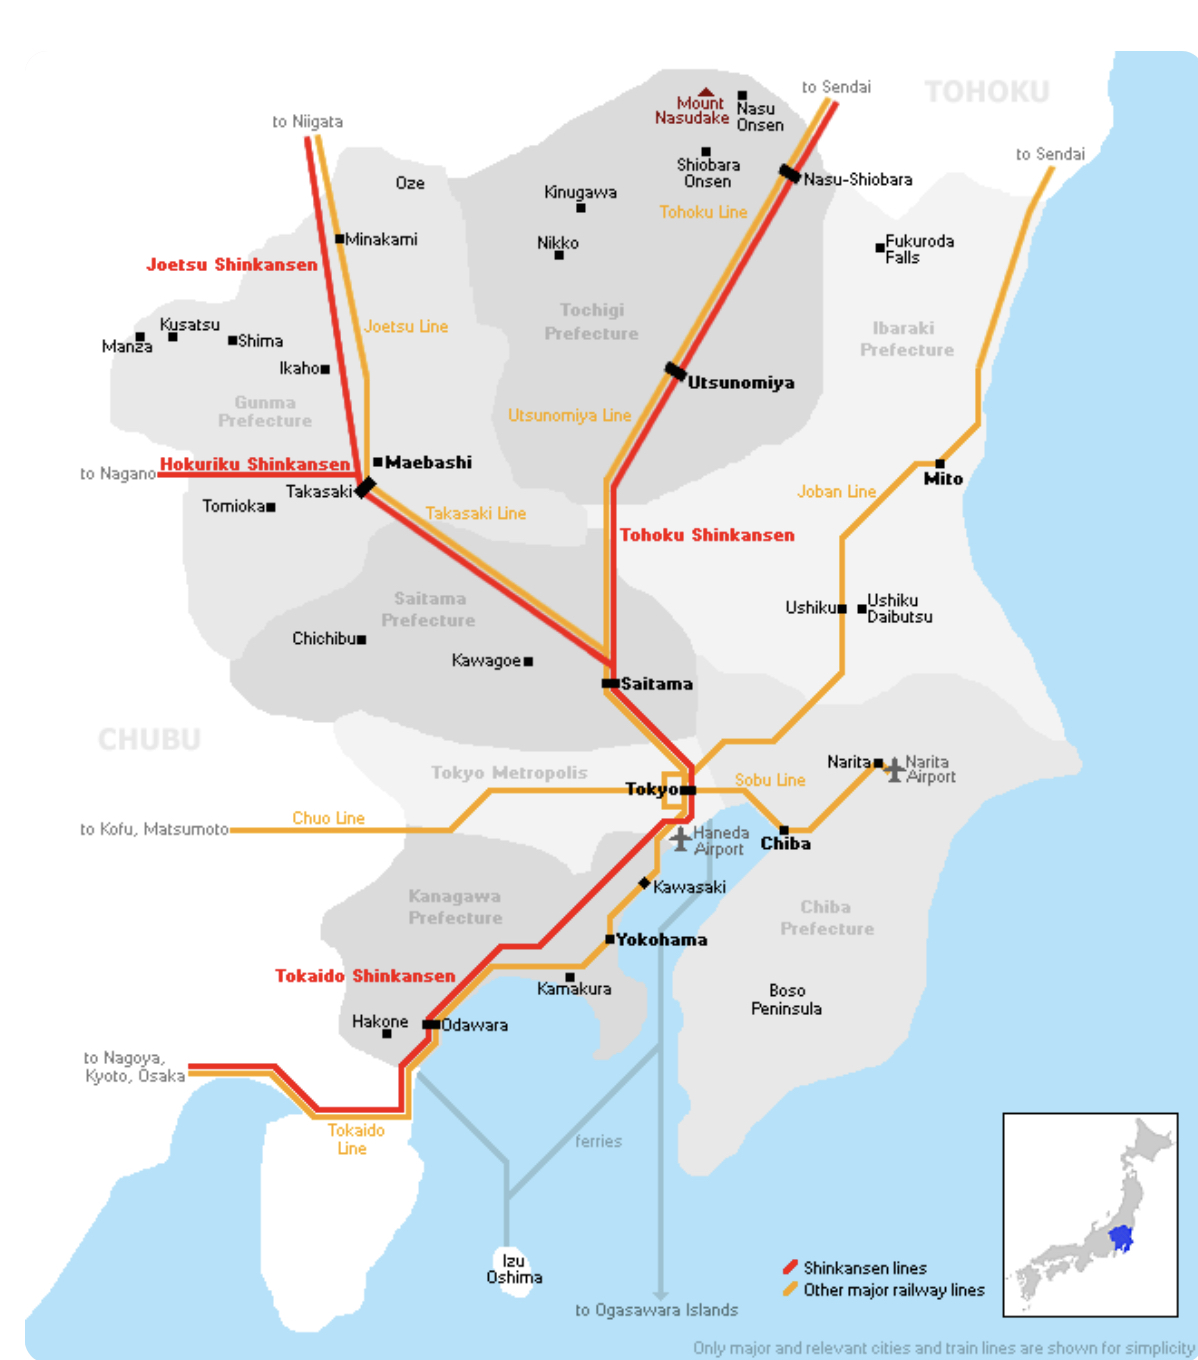 TOHOKU
to Sendai
Mount
Nasudake
Nasu
Onsen
to Niigata
to Sendai
Shiobara
Onsen
Nasu-Shiobara
Oze
Kinugawa
Tohoku Line
Minakami
Nikko
Fukuroda
Falls
Joetsu Shinkansen
Tochigi
Prefecture
Joetsu Line
Kusatsu
Manza
Shima
Ibaraki
Prefecture
Ikaho
Utsunomiya
Gunma
Prefecture
Utsunomiya Line
to Nagano
Hokuriku Shinkansen
Maebashi
Mito
Takasaki
Joban Line
Tomioka
Takasaki Line
Tohoku Shinkansen
Saitama
Prefecture
Ushiku
Ushiku
Daibutsu
Chichibu
Kawagoe
Saitama
CHUBU
Tokyo Metropolis
Narita
Narita
Airport
Sobu Line
Tokyo
Chuo Line
to Kofu, Matsumoto
Haneda
Airport
Chiba
Kawasaki
Kanagawa
Prefecture
Chiba
Prefecture
Yokohama
Tokaido Shinkansen
Kamakura
Boso
Peninsula
Hakone
Odawara
to Nagoya,
Kyoto, Osaka
Tokaido
Line
ferries
Izu
Oshima
Shinkansen lines
Other major railway lines
to Ogasawara Islands
Only major and relevant cities and train lines are shown for simplicity